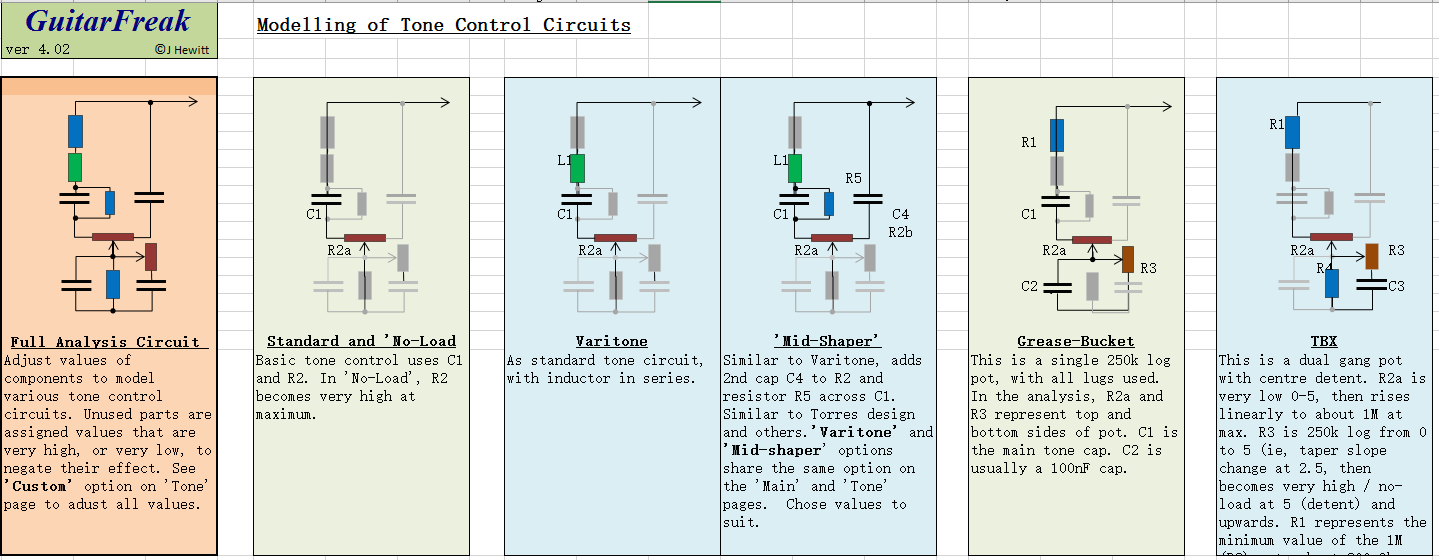 GuitarFreak
ver 4.02
©J Hewitt
Modelling of Tone Control Circuits
Full Analysis Circuit
Adjust values of
components to model
various tone control
circuits. Unused parts are
assigned values that are
very high, or very low, to
negate their effect. See
'Custom' option on 'Tone'
page to adust all values.
C1
R2a
Standard and 'No-Load
Basic tone control uses C1
and R2. In 'No-Load', R2
becomes very high at
maximum.
L1
C1
R2a
Varitone
As standard tone circuit,
with inductor in series.
L1
R5
C1
C4
R2b
R2a
'Mid-Shaper'
Similar to Varitone, adds
2nd cap C4 to R2 and
resistor R5 across C1.
Similar to Torres design
and others.'Varitone' and
'Mid-shaper' options
share the same option on
the 'Main' and 'Tone'
pages. Chose values to
suit.
R1
C1
R2a
R3
C2
Grease-Bucket
This is a single 250k log
pot, with all lugs used.
In the analysis, R2a and
R3 represent top and
bottom sides of pot. C1 is
the main tone cap. C2 is
usually a 100nF cap.
R1
R2a
R3
R4
C3
TBX
This is a dual gang pot
with centre detent. R2a is
very low 0-5, then rises
linearly to about 1M at
max. R3 is 250k log from 0
to 5 (ie, taper slope
change at 2.5, then
becomes very high / no-
load at 5 (detent) and
upwards. R1 represents the
minimum value of the 1M